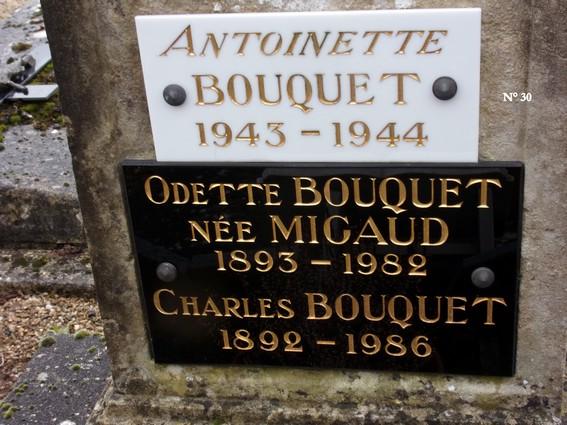 Antoinette
BOUQUET
1943 - 1944
N° 30
Odette BOUQUET
NÉE MIGAUD
1893 - 1982
Charles BOUQUET
1892 - 1986